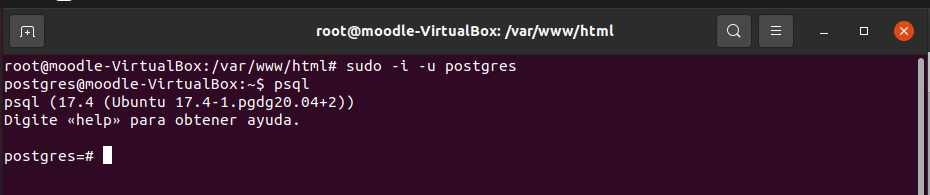 root@moodle-VirtualBox: /var/www/html
root@moodle-VirtualBox:/var/www/html# sudo -i -u postgres
postgres@moodle-VirtualBox:~$ psql
psql (17.4 (Ubuntu 17.4-1.pgdg20.04+2))
Digite «help» para obtener ayuda.
postgres=#